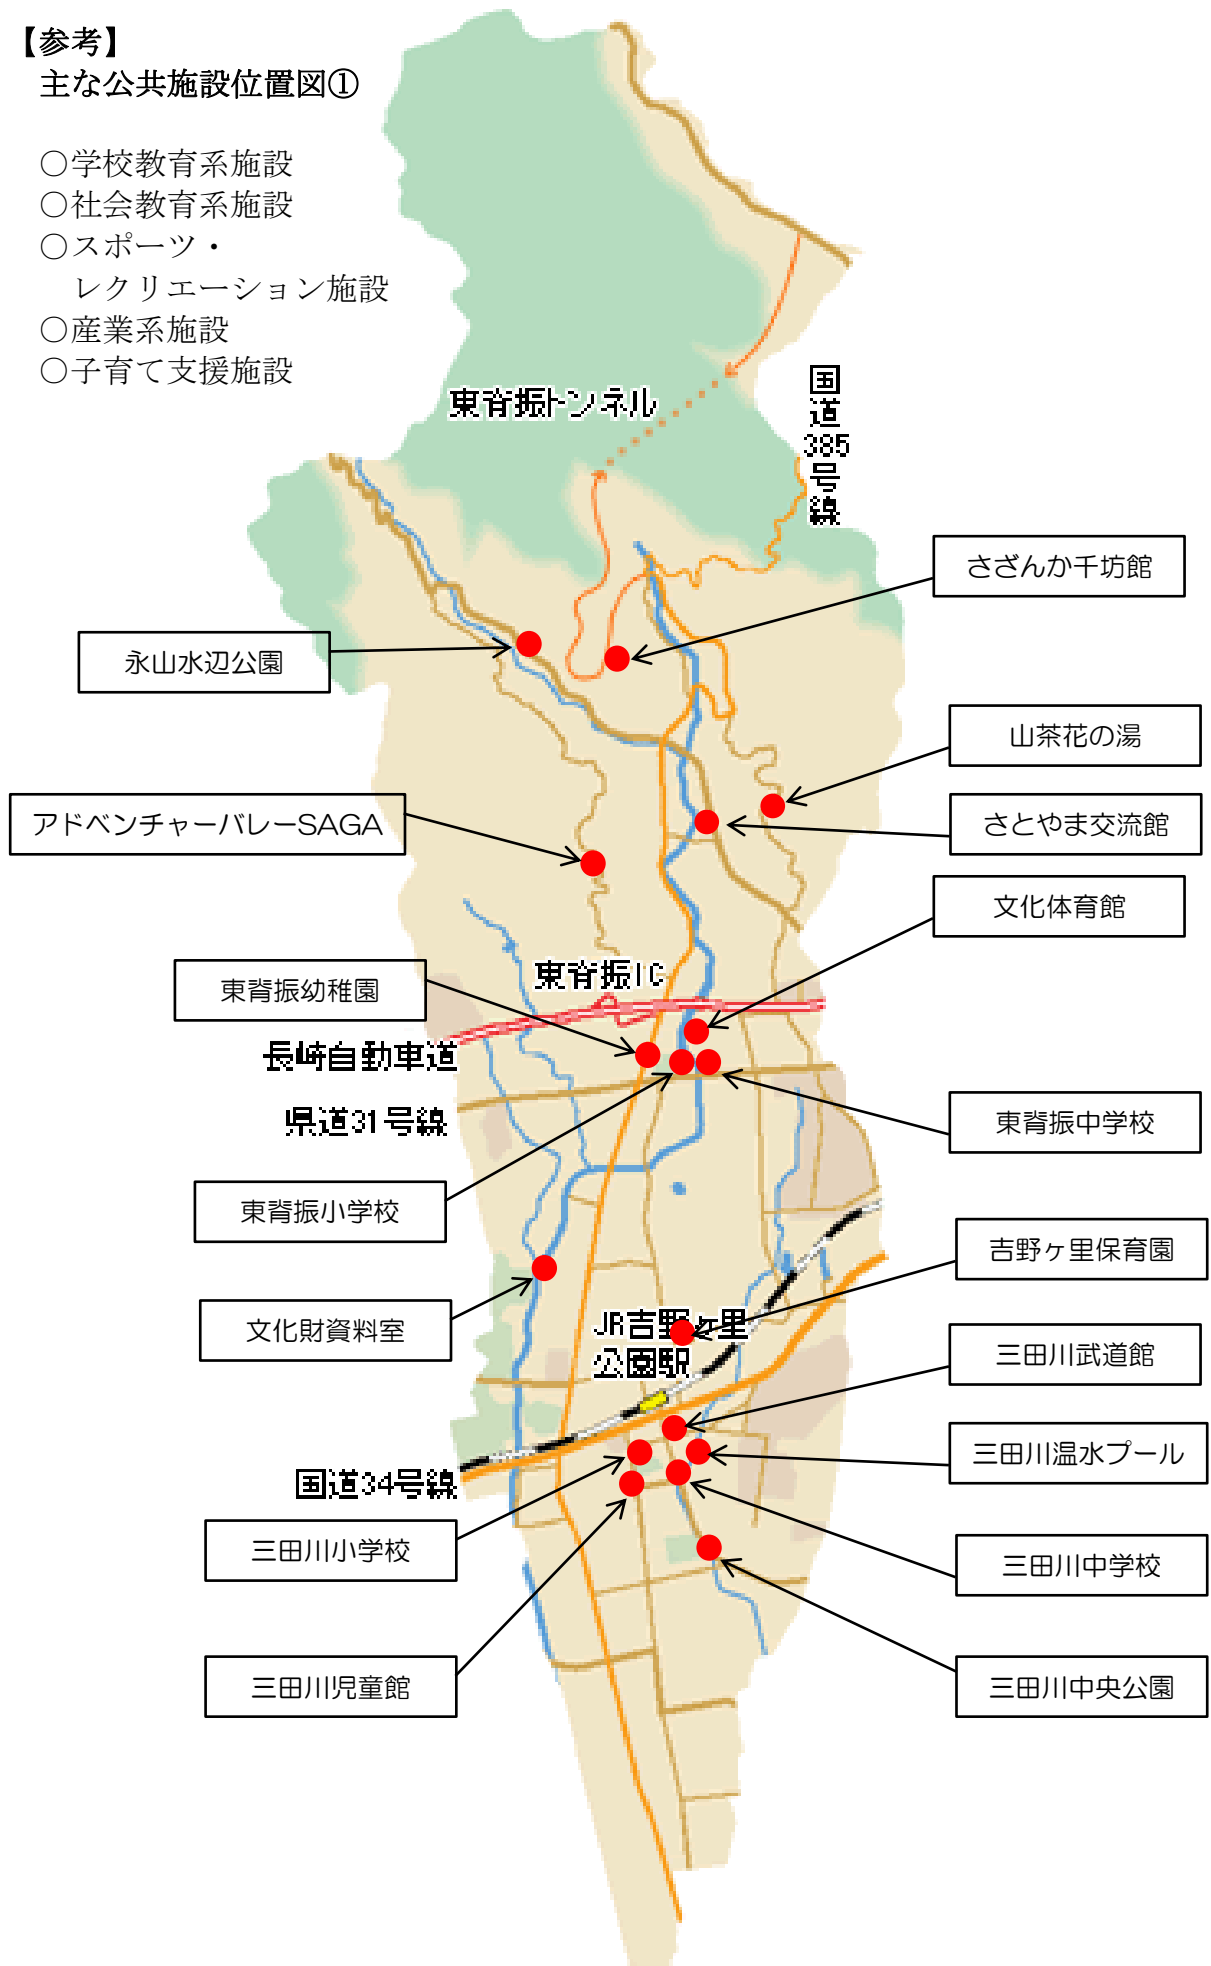 【参考】
主な公共施設位置図①
○学校教育系施設
○社会教育系施設
○スポーツ・
レクリエーション施設
○産業系施設
○子育て支援施設
東脊振トンネル
国道385号線
さざんか千坊館
永山水辺公園
山茶花の湯
アドベンチャーバレーSAGA
さとやま交流館
文化体育館
東脊振IC
東脊振幼稚園
長崎自動車道
県道31号線
東脊振中学校
東脊振小学校
吉野ヶ里保育園
文化財資料室
JR吉野ヶ里
公園駅
三田川武道館
三田川温水プール
国道34号線
三田川小学校
三田川中学校
三田川児童館
三田川中央公園